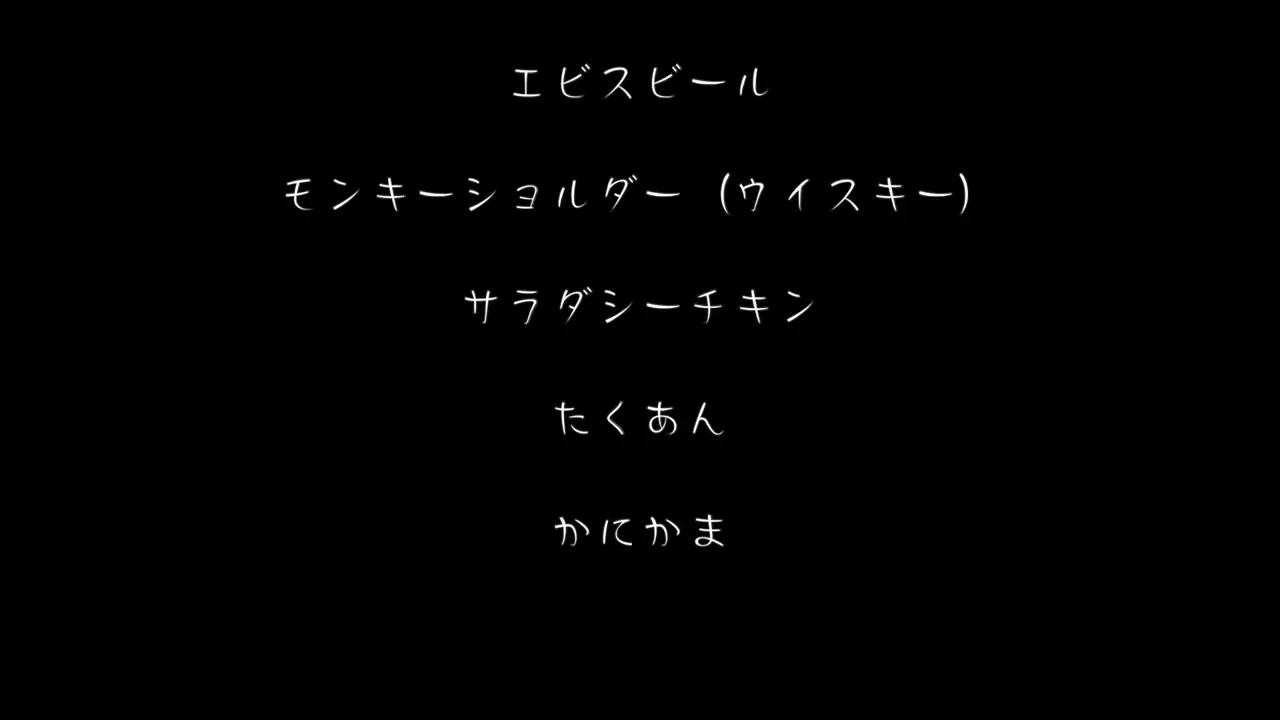 エビスビール
モンキーショルダー (ウイスキー)
サラダシーチキン
たくあん
かにかま